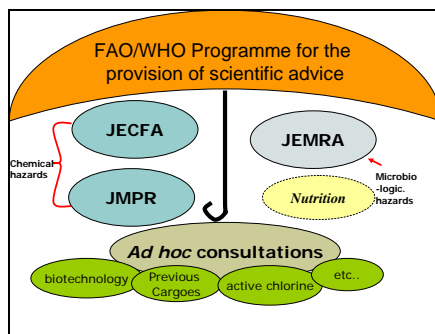 FAO/WHO Programme for the
provision of scientific advice
JECFA
Chemical
hazards
JMPR
JEMRA
Microbio
-logic.
hazards
Nutrition
Ad hoc consultations
biotechnology
Previous
Cargoes
active chlorine
etc..